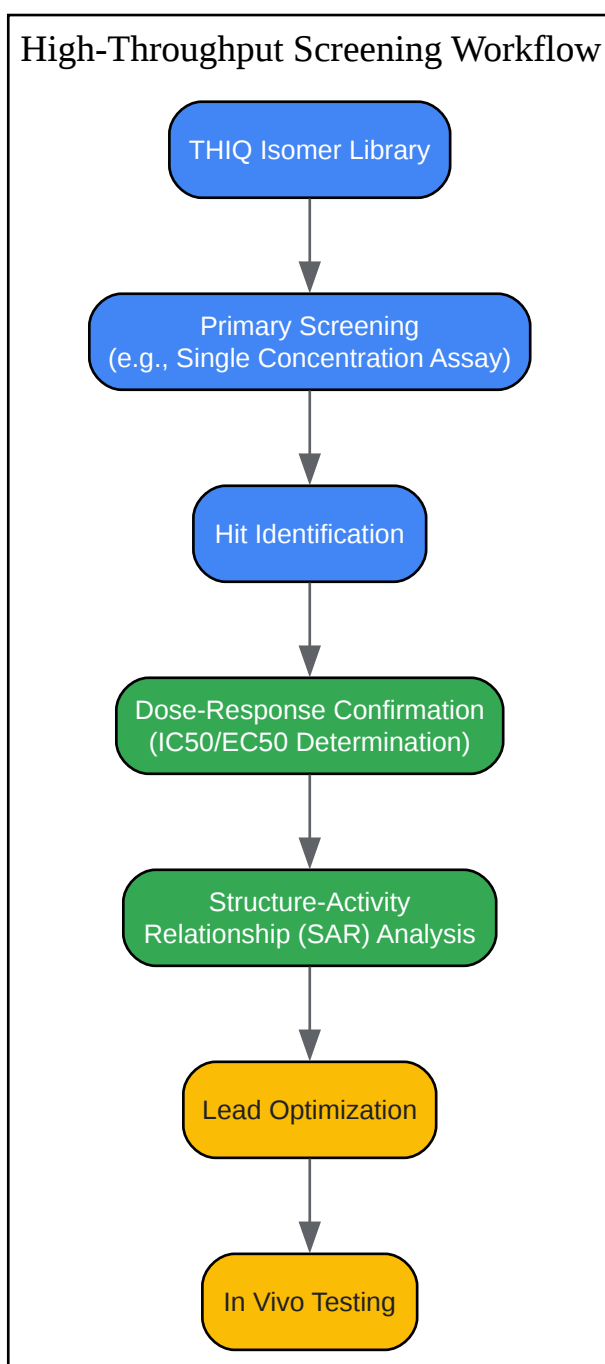 High-Throughput Screening Workflow
THIQ Isomer Library
Primary Screening
(e.g., Single Concentration Assay)
Hit Identification
Dose-Response Confirmation
(IC50/EC50 Determination)
Structure-Activity
Relationship (SAR) Analysis
Lead Optimization
In Vivo Testing